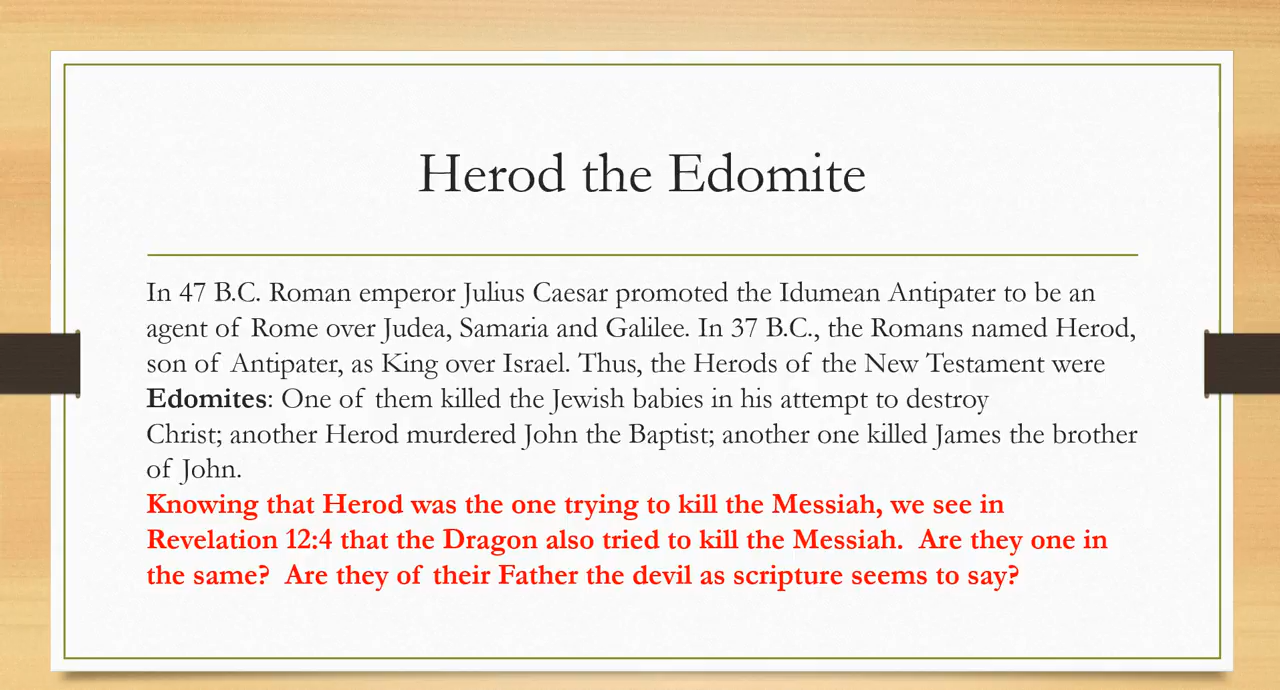 Herod the Edomite
In 47 B.C. Roman emperor Julius Caesar promoted the Idumean Antipater to be an
agent of Rome over Judea, Samaria and Galilee. In 37 B.C., the Romans named Herod,
son of Antipater, as King over Israel. Thus, the Herods of the New Testament were
Edomites: One of them killed the Jewish babies in his attempt to destroy
Christ; another Herod murdered John the Baptist; another one killed James the brother
of John.
Knowing that Herod was the one trying to kill the Messiah, we see in
Revelation 12:4 that the Dragon also tried to kill the Messiah.  Are they one in
the same?  Are they of their Father the devil as scripture seems to say?